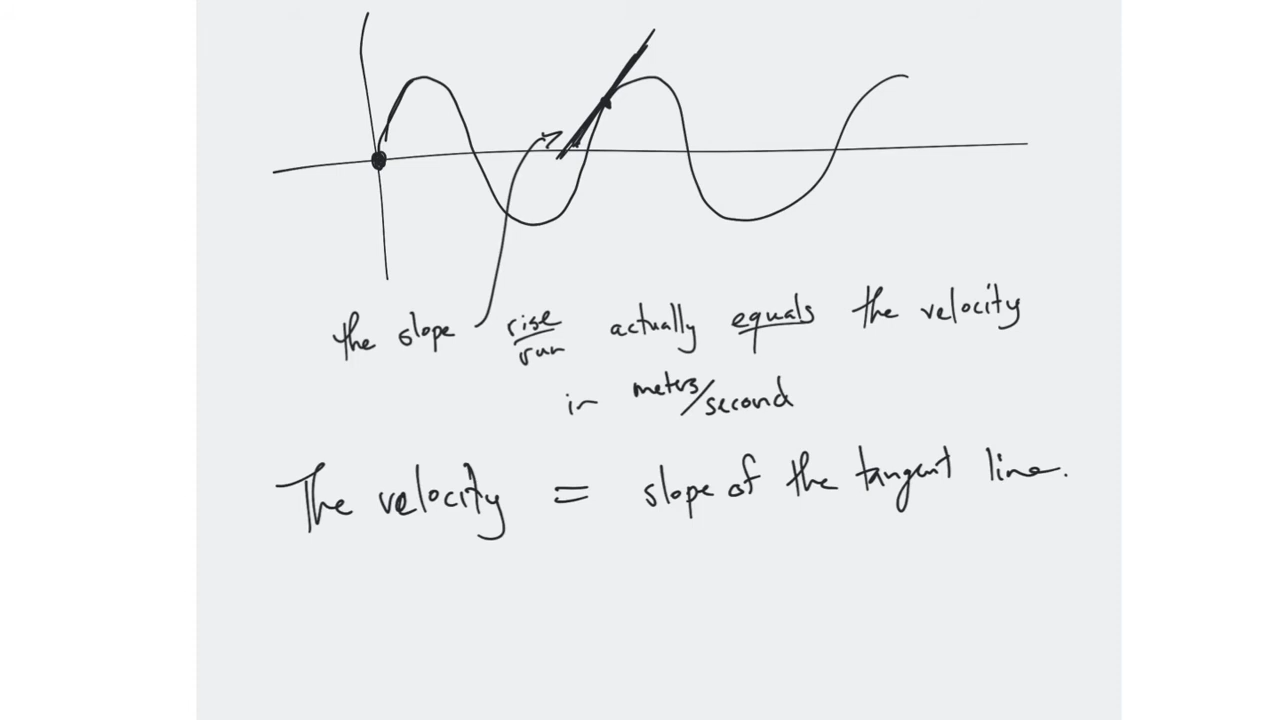 the slope rise/run actually equals the velocity
in meters/second
The velocity = slope of the tangent line.